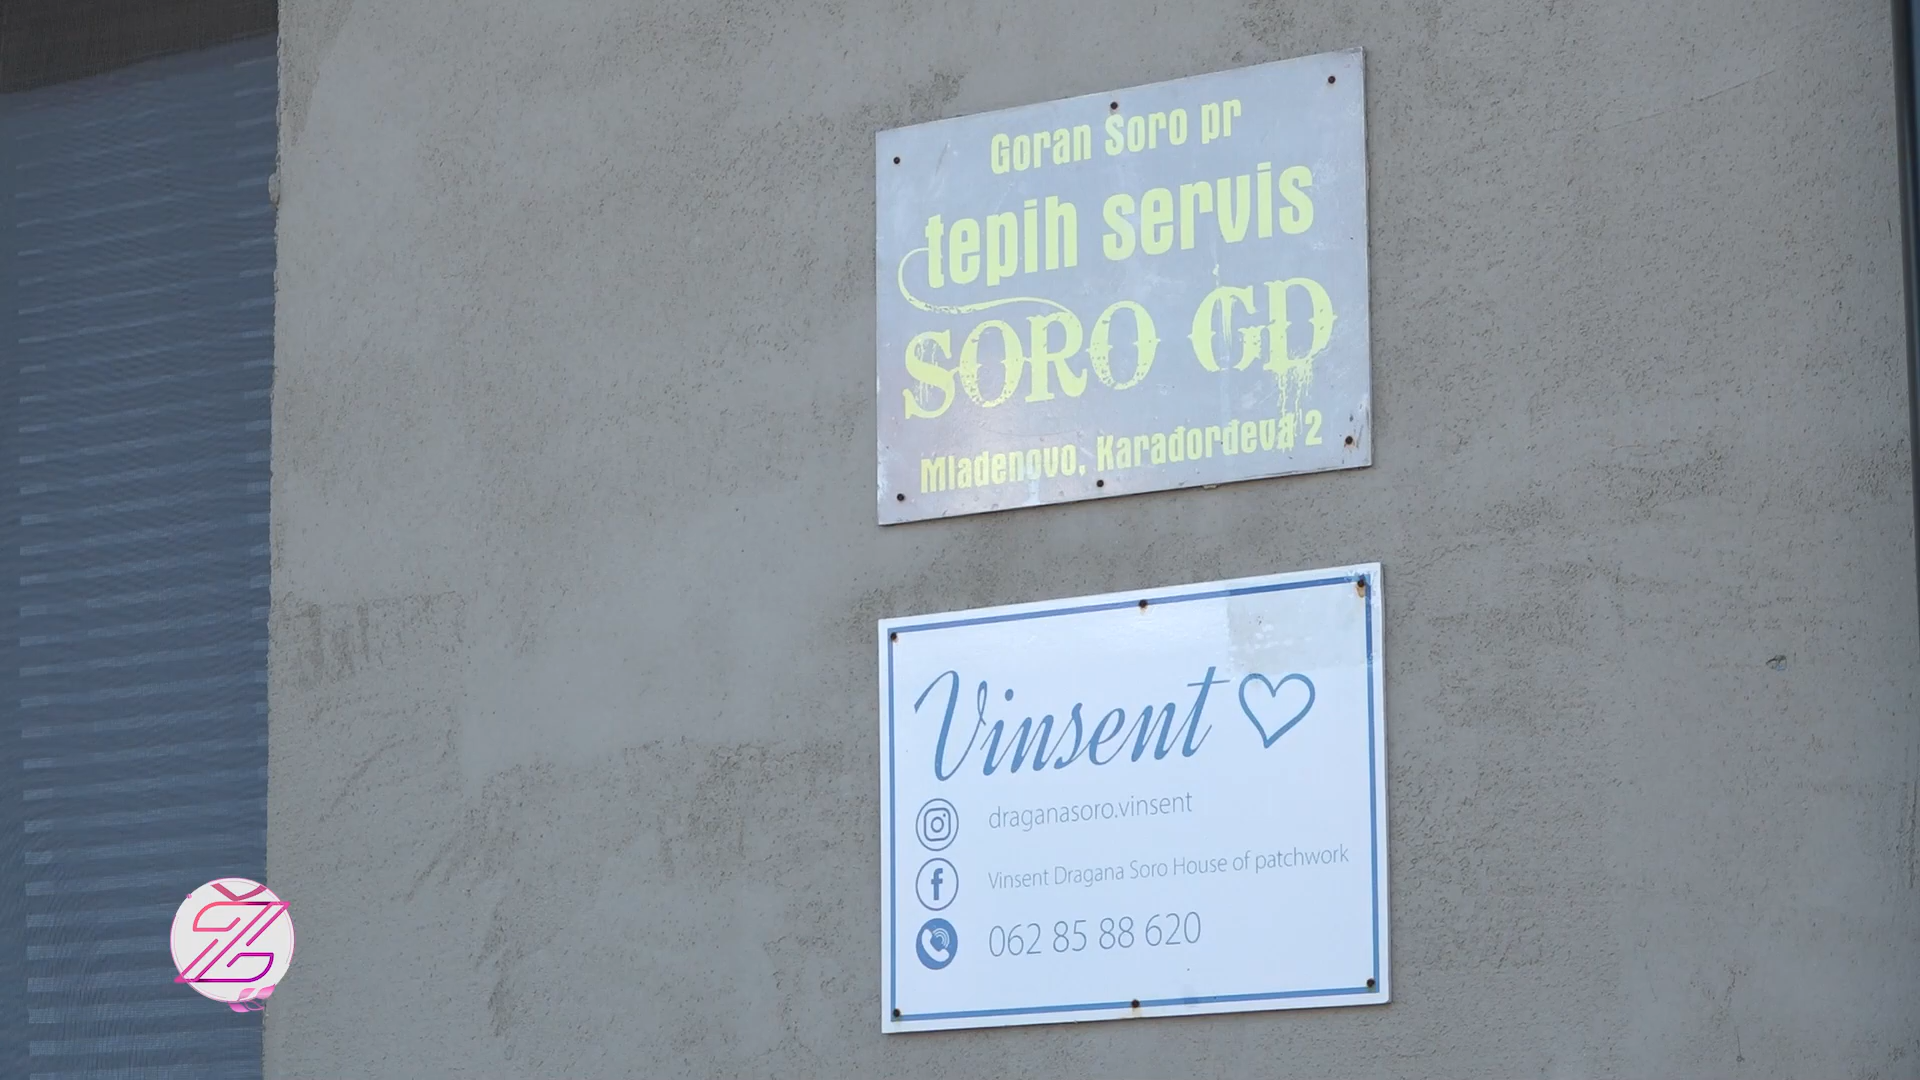 Goran Šoro pr
tepih servis
SORO GD
Mladenovo, Karađorđeva 2
Vinsent
draganasoro.vinsent
Vinsent Dragana Soro House of patchwork
062 85 88 620
Ž